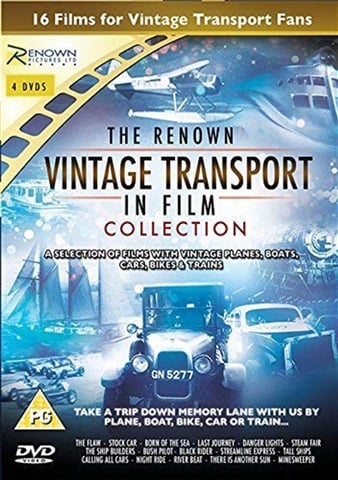 16 Films for Vintage Transport Fans
RENOWN
PICTURES LTD
4 DVDS
THE RENOWN
VINTAGE TRANSPORT
IN FILM
COLLECTION
A SELECTION OF FILMS WITH VINTAGE PLANES, BOATS,
CARS, BIKES & TRAINS
GN 5277
PG
TAKE A TRIP DOWN MEMORY LANE WITH US BY
PLANE, BOAT, BIKE, CAR OR TRAIN...
DVD
VIDEO
THE FLAW - STOCK CAR - BORN OF THE SEA - LAST JOURNEY - DANGER LIGHTS - STEAM FAIR
THE SHIP BUILDERS - BUSH PILOT - BLACK RIDER - STREAMLINE EXPRESS - TALL SHIPS
CALLING ALL CARS - NIGHT RIDE - RIVER BEAT - THERE IS ANOTHER SUN - MINESWEEPER